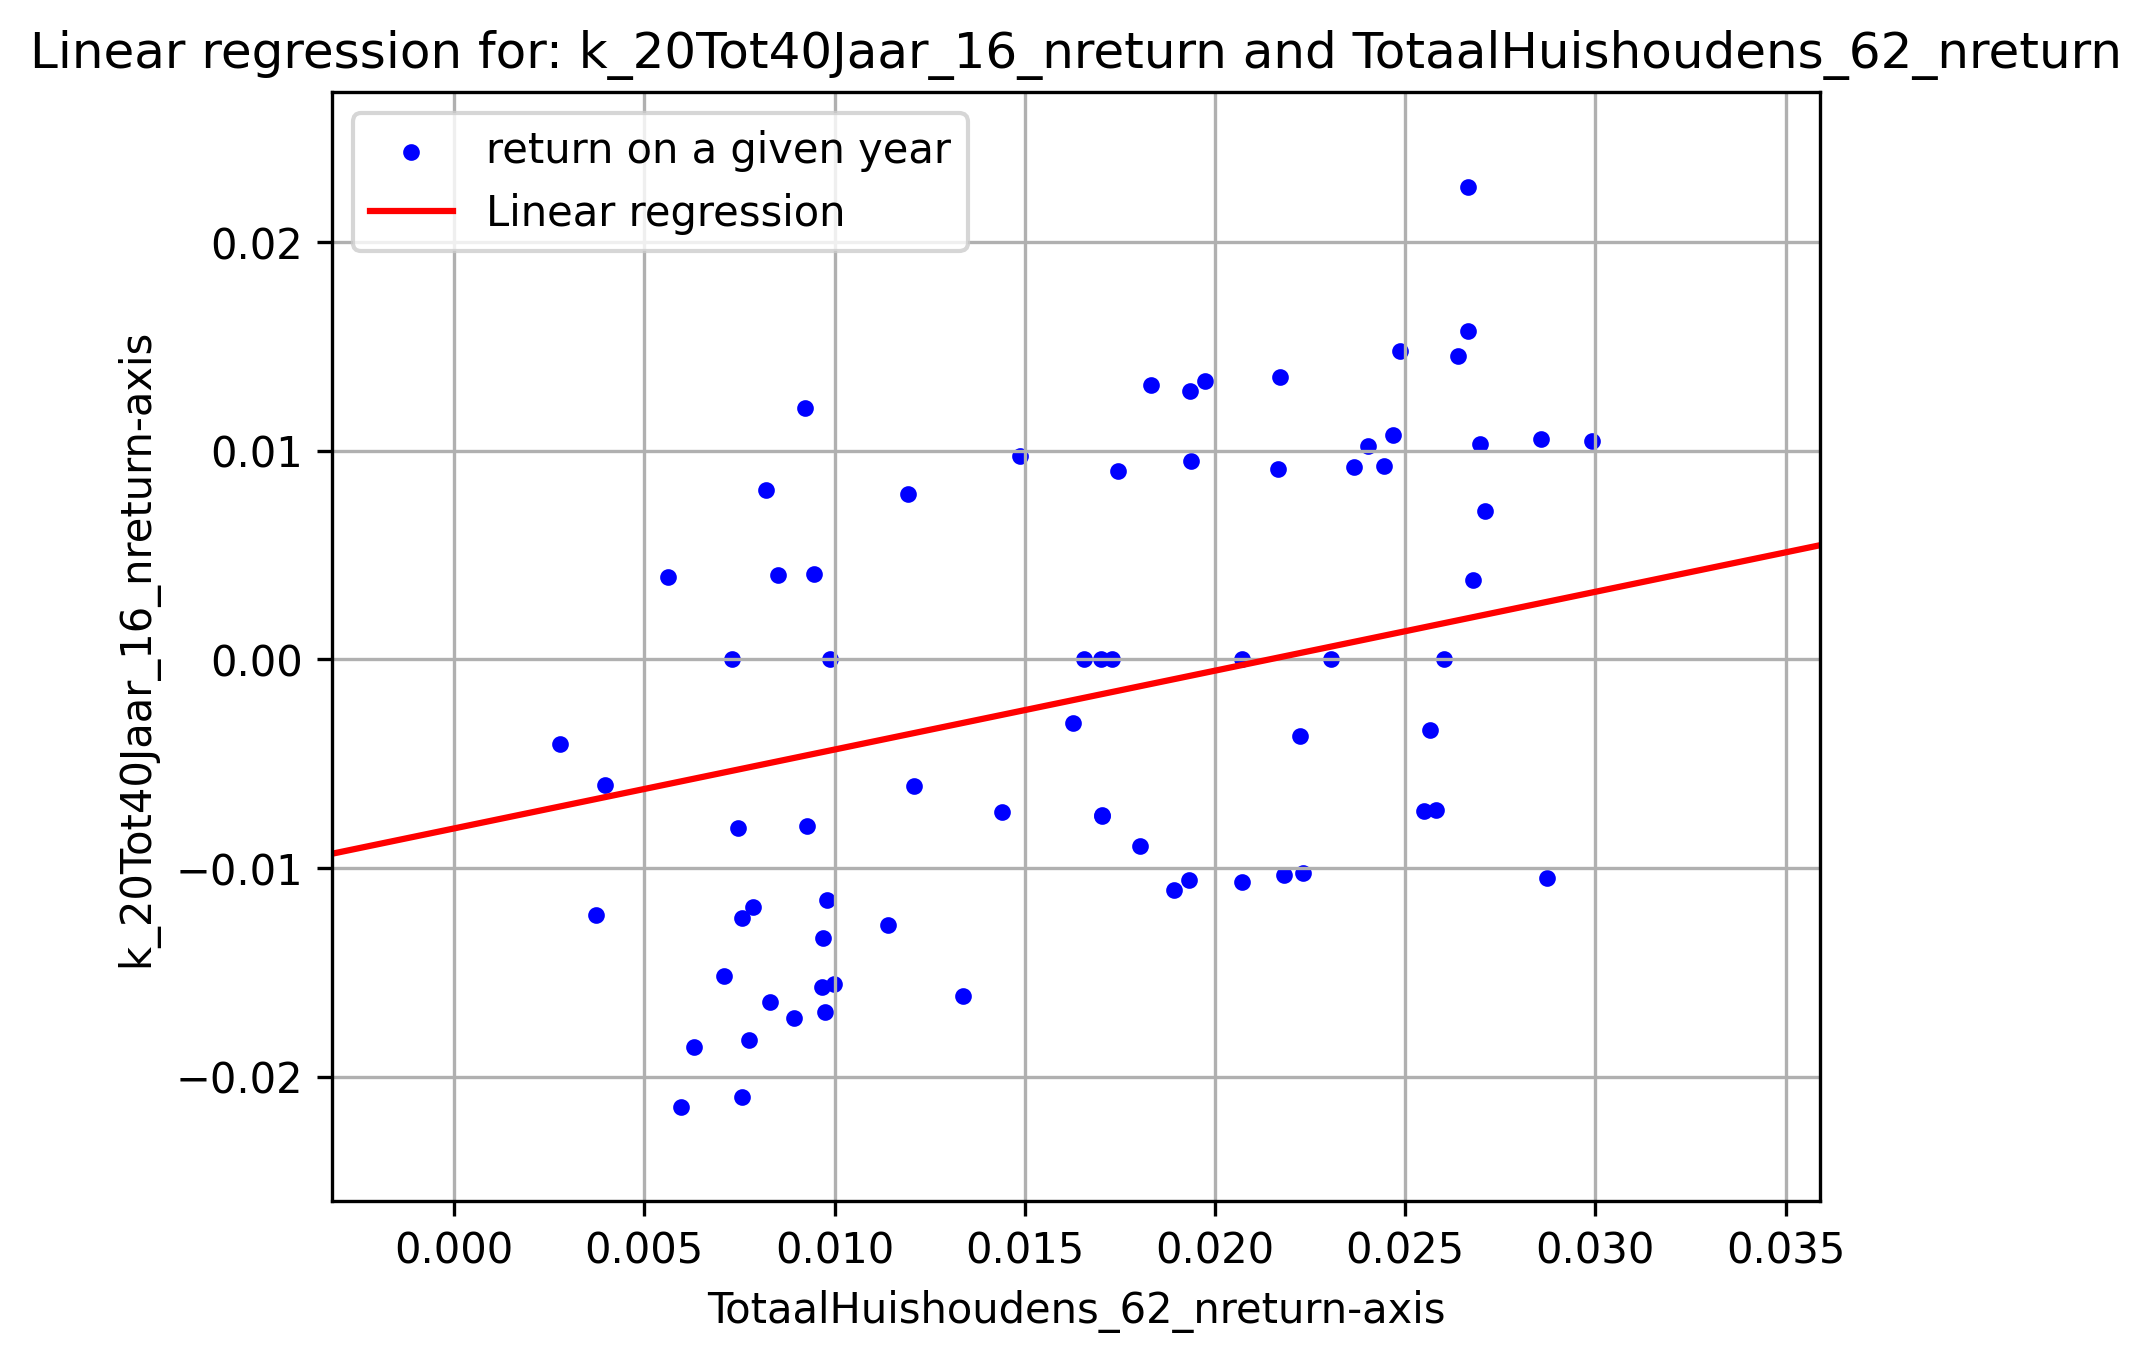 Linear regression for: k_20Tot40Jaar_16_nreturn and TotaalHuishoudens_62_nreturn
return on a given year
Linear regression
0.02
0.01
0.00
−0.01
−0.02
k_20Tot40Jaar_16_nreturn-axis
0.000 0.005 0.010 0.015 0.020 0.025 0.030 0.035
TotaalHuishoudens_62_nreturn-axis